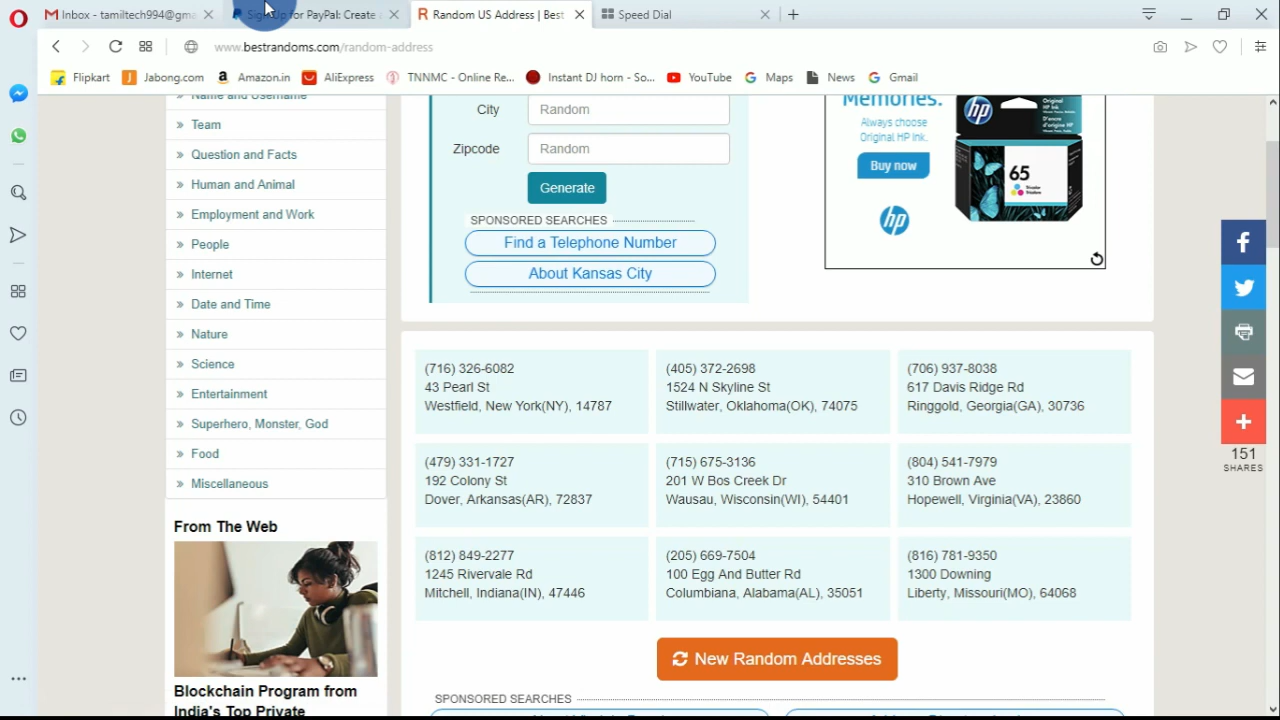 Inbox - tamiltech994@gma
Sign Up for PayPal: Create a
Random US Address | Best
Speed Dial
www.bestrandoms.com/random-address
Flipkart
Jabong.com
Amazon.in
AliExpress
TNNMC - Online Re...
Instant DJ horn - So...
YouTube
Maps
News
Gmail
Name and Username
Team
Question and Facts
Human and Animal
Employment and Work
People
Internet
Date and Time
Nature
Science
Entertainment
Superhero, Monster, God
Food
Miscellaneous
From The Web
Blockchain Program from
India's Top Private
City
Random
Zipcode
Random
Generate
SPONSORED SEARCHES
Find a Telephone Number
About Kansas City
Memories.
Always choose
Original HP Ink.
Buy now
hp
hp
Original
HP Ink
D'encre
d'origine HP
65
(716) 326-6082
43 Pearl St
Westfield, New York(NY), 14787
(405) 372-2698
1524 N Skyline St
Stillwater, Oklahoma(OK), 74075
(706) 937-8038
617 Davis Ridge Rd
Ringgold, Georgia(GA), 30736
(479) 331-1727
192 Colony St
Dover, Arkansas(AR), 72837
(715) 675-3136
201 W Bos Creek Dr
Wausau, Wisconsin(WI), 54401
(804) 541-7979
310 Brown Ave
Hopewell, Virginia(VA), 23860
(812) 849-2277
1245 Rivervale Rd
Mitchell, Indiana(IN), 47446
(205) 669-7504
100 Egg And Butter Rd
Columbiana, Alabama(AL), 35051
(816) 781-9350
1300 Downing
Liberty, Missouri(MO), 64068
New Random Addresses
SPONSORED SEARCHES
151
SHARES